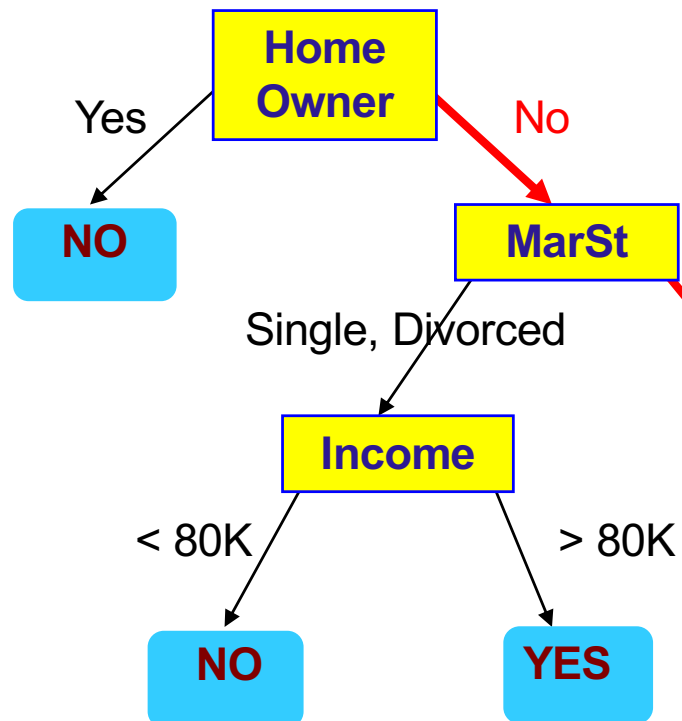 Home
Owner
Yes
No
NO
MarSt
Single, Divorced
Income
< 80K
> 80K
NO
YES